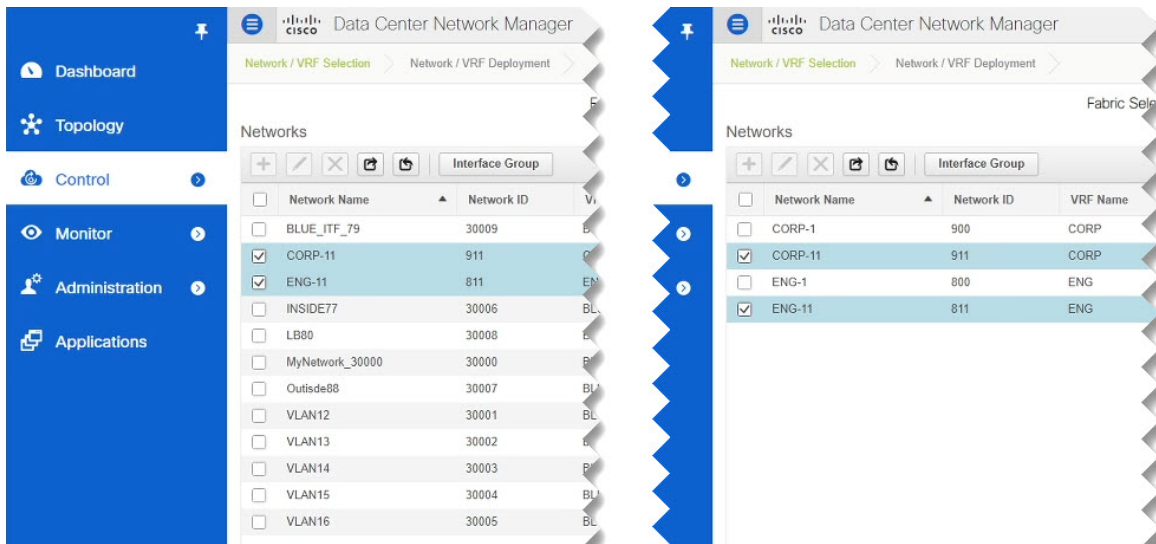 cisco Data Center Network Manager
Network / VRF Selection Network / VRF Deployment
Networks
Interface Group
Network Name Network ID
BLUE_ITF_79 30009
CORP-11 911
ENG-11 811
INSIDE77 30006
LB80 30008
MyNetwork_30000 30000
Outisde88 30007
VLAN12 30001
VLAN13 30002
VLAN14 30003
VLAN15 30004
VLAN16 30005
Dashboard
Topology
Control
Monitor
Administration
Applications
cisco Data Center Network Manager
Network / VRF Selection Network / VRF Deployment
Fabric Sele
Networks
Interface Group
Network Name Network ID VRF Name
CORP-1 900 CORP
CORP-11 911 CORP
ENG-1 800 ENG
ENG-11 811 ENG